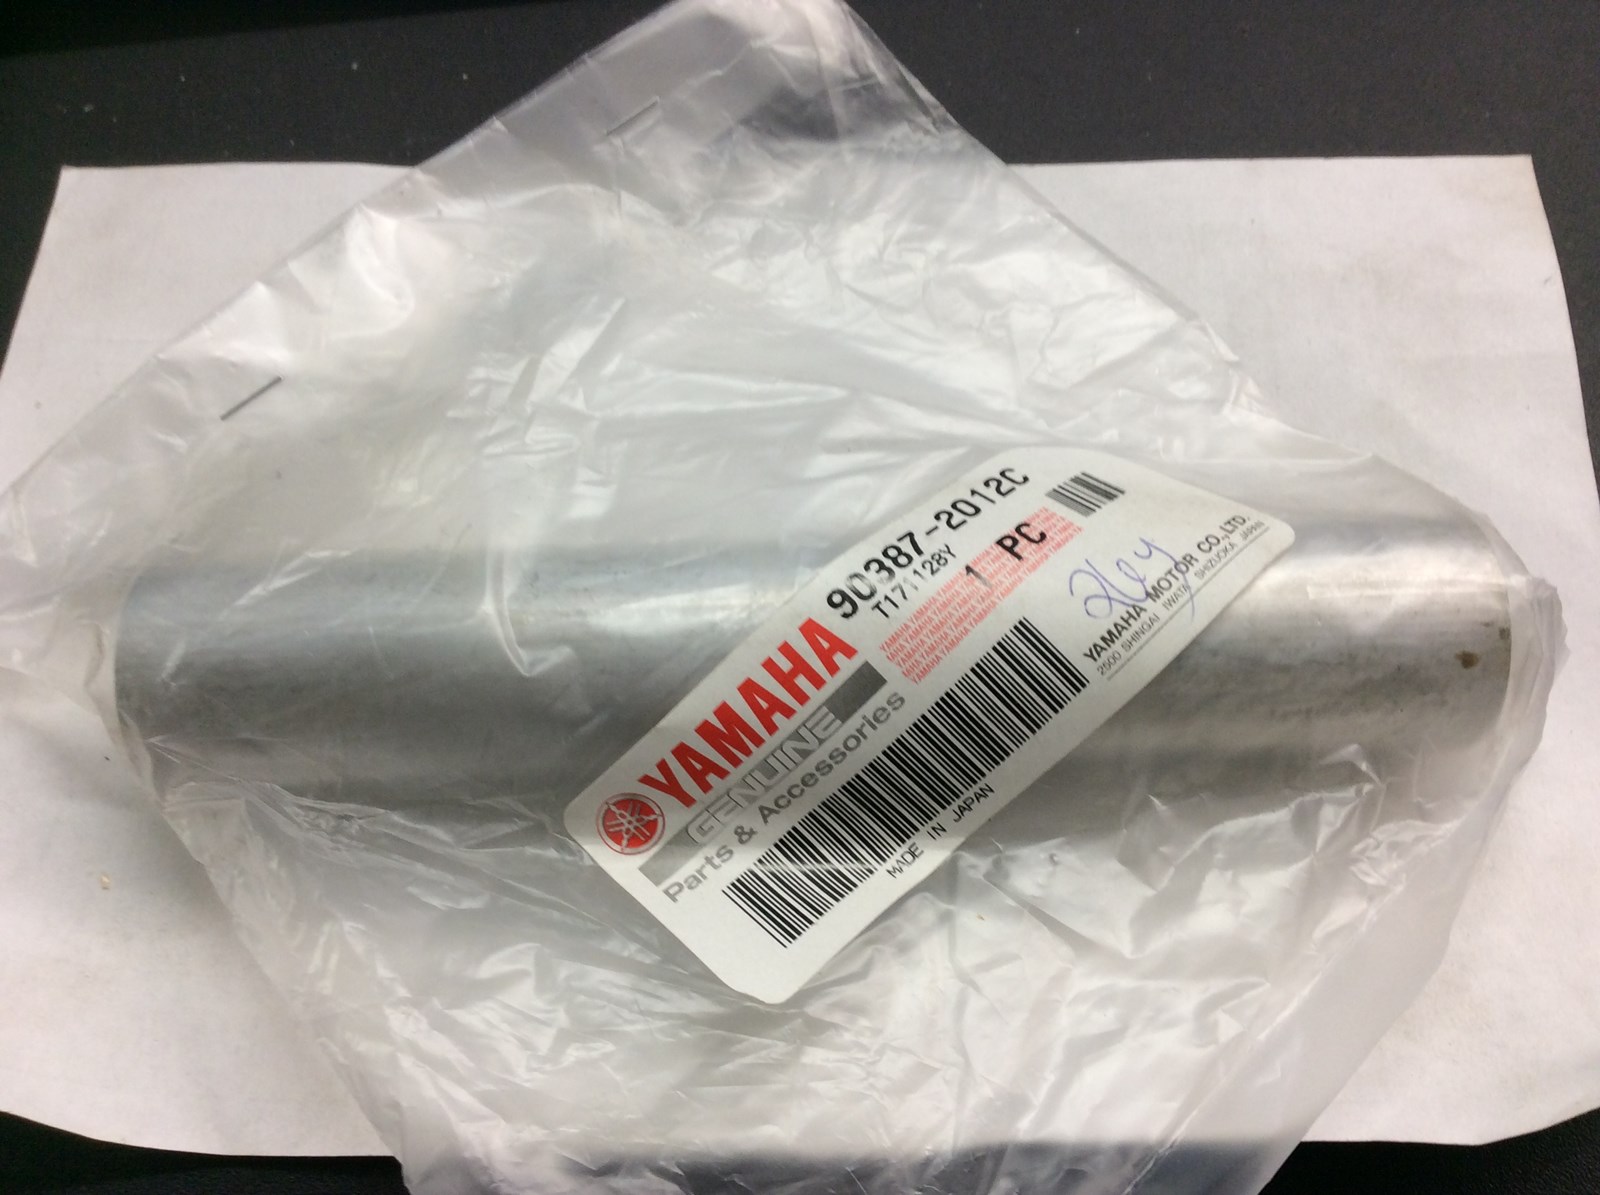 90387-2012C
T171128Y
1 PC
YAMAHA
GENUINE
Parts & Accessories
MADE IN JAPAN
YAMAHA MOTOR CO., LTD.
2500 SHINGAI IWATA SHIZUOKA JAPAN